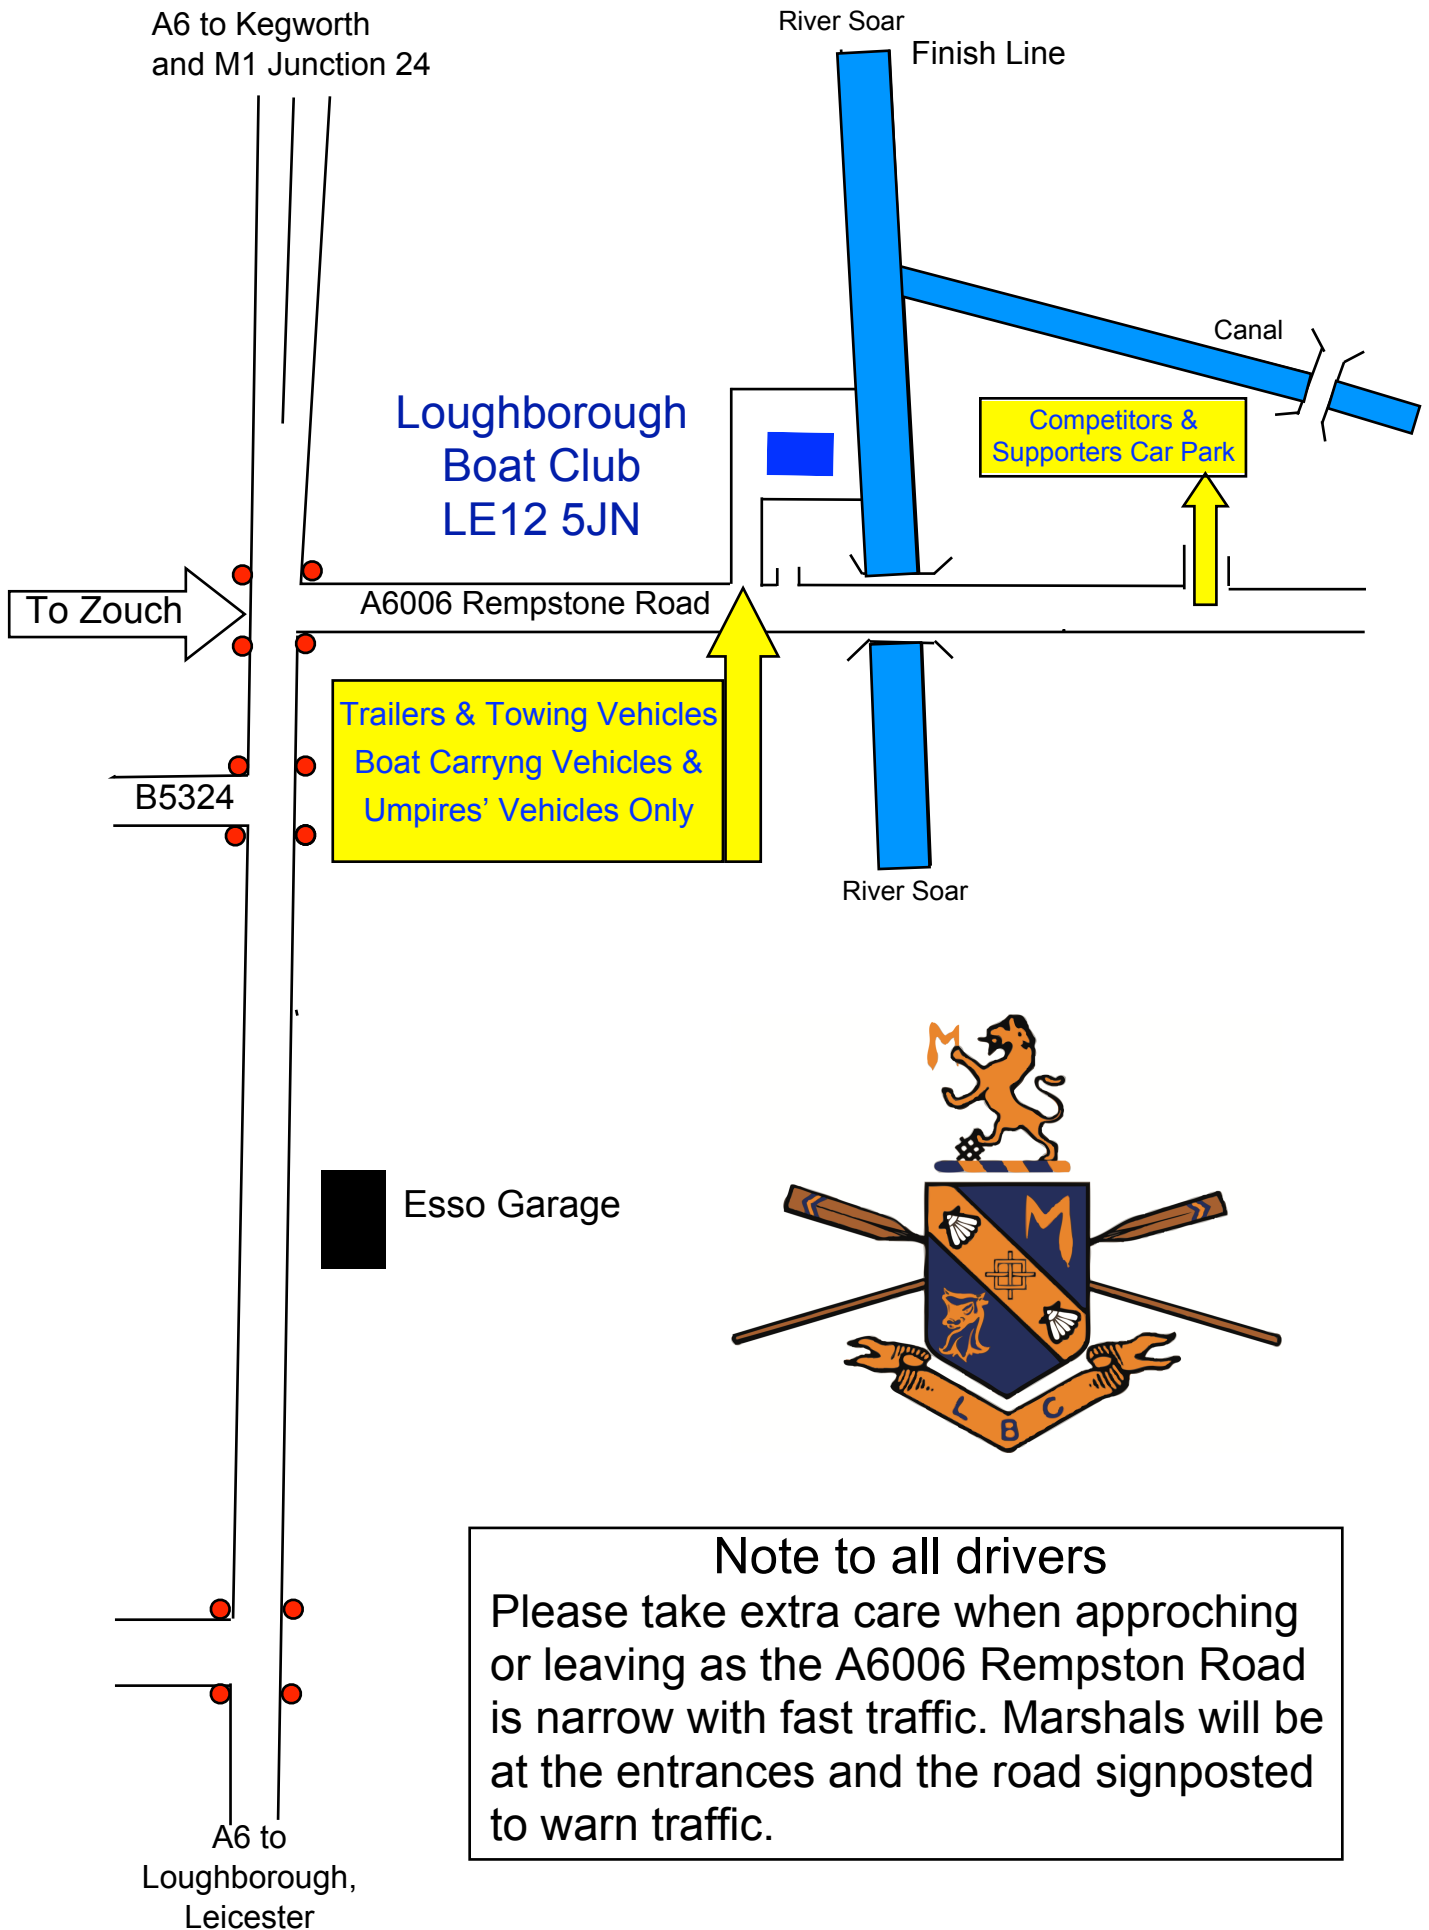 A6 to Kegworth
and M1 Junction 24
River Soar
Finish Line
Canal
Loughborough
Boat Club
LE12 5JN
Competitors &
Supporters Car Park
To Zouch
A6006 Rempstone Road
Trailers & Towing Vehicles
Boat Carryng Vehicles &
Umpires’ Vehicles Only
B5324
River Soar
M
M
Esso Garage
L B C
Note to all drivers
Please take extra care when approching
or leaving as the A6006 Rempston Road
is narrow with fast traffic. Marshals will be
at the entrances and the road signposted
to warn traffic.
A6 to
Loughborough,
Leicester